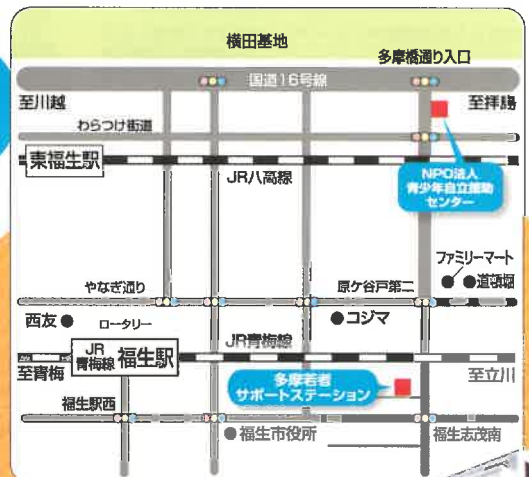 横田基地
多摩橋通り入口
国道16号線
至川越
至拝島
わらつけ街道
東福生駅
JR八高線
NPO法人
青少年自立援助
センター
ファミリーマート
道頓堀
やなぎ通り
原ケ谷戸第二
西友
ロータリー
コジマ
JR青梅線
JR
青梅線
福生駅
至青梅
至立川
多摩若者
サポートステーション
福生駅西
福生市役所
福生志茂南